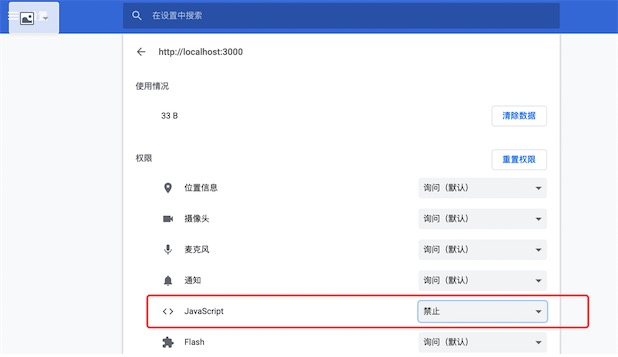 在设置中搜索
http://localhost:3000
使用情况
33 B
清除数据
权限
重置权限
位置信息
询问（默认）
摄像头
询问（默认）
麦克风
询问（默认）
通知
询问（默认）
JavaScript
禁止
Flash
询问（默认）